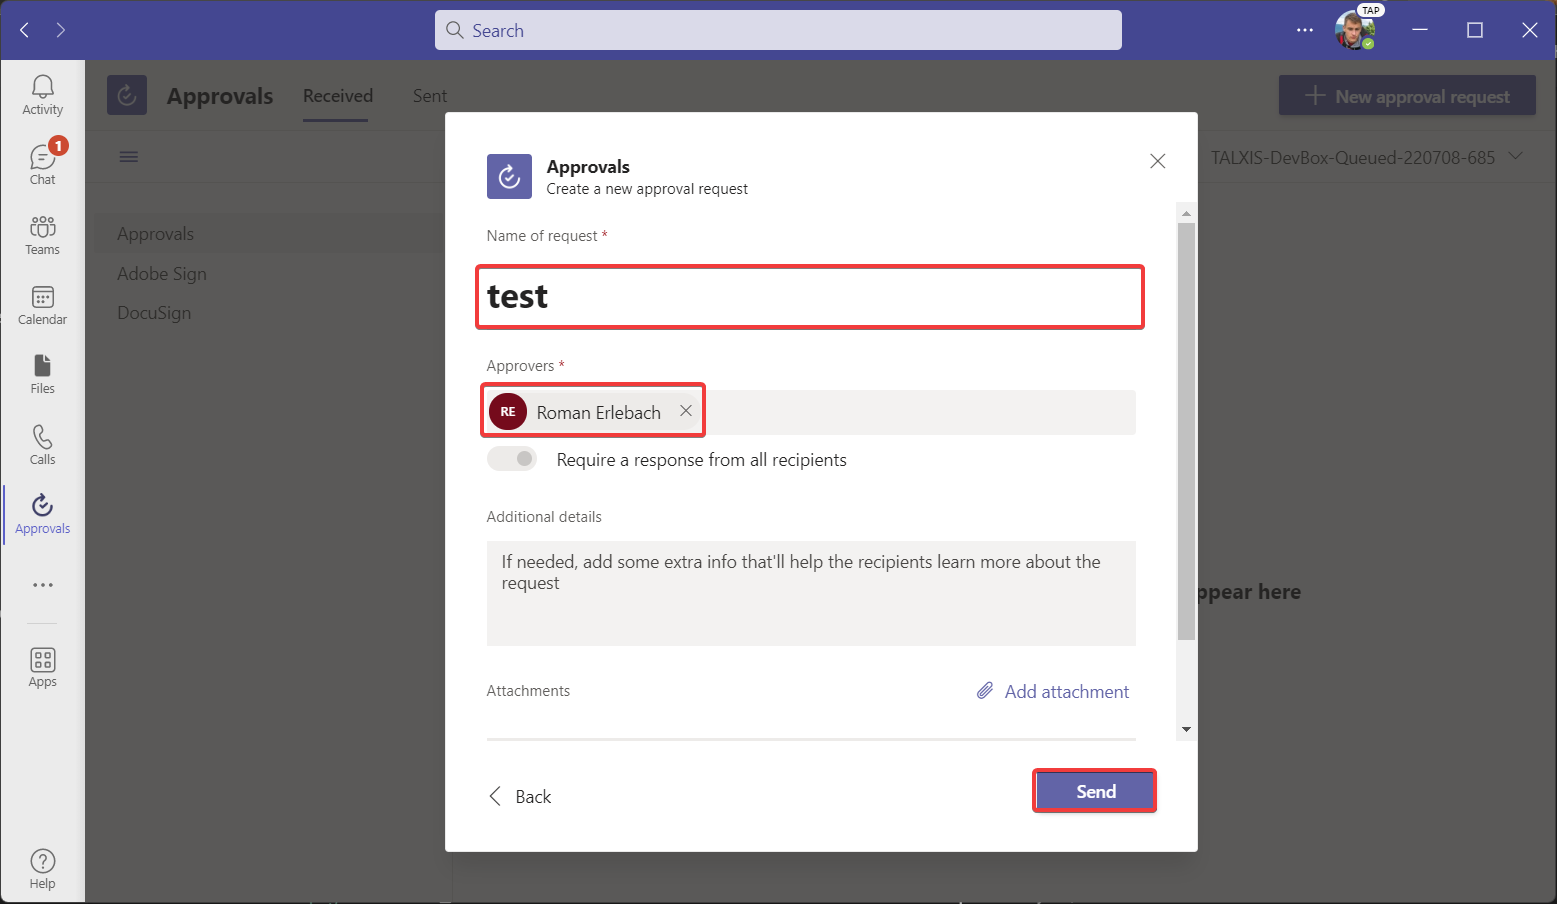 Search
TAP
Activity
Chat
1
Teams
Calendar
Files
Calls
Approvals
Apps
Help
Approvals
Received
Sent
New approval request
TALXIS-DevBox-Queued-220708-685
Approvals
Adobe Sign
DocuSign
Approvals
Create a new approval request
Name of request *
test
Approvers *
RE
Roman Erlebach
Require a response from all recipients
Additional details
If needed, add some extra info that'll help the recipients learn more about the
request
Attachments
Add attachment
Back
Send
ppear here